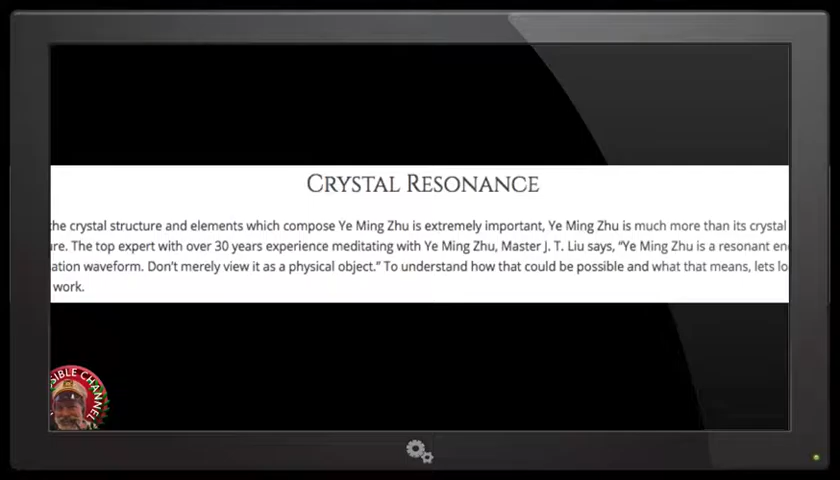 CRYSTAL RESONANCE
the crystal structure and elements which compose Ye Ming Zhu is extremely important, Ye Ming Zhu is much more than its crystal
re. The top expert with over 30 years experience meditating with Ye Ming Zhu, Master J. T. Liu says, “Ye Ming Zhu is a resonant en
ation waveform. Don’t merely view it as a physical object.” To understand how that could be possible and what that means, lets lo
work.
SIBLE CHANNEL